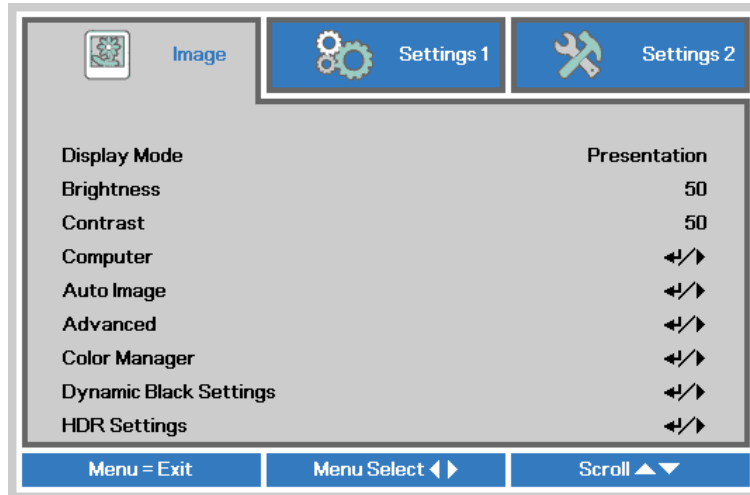 Image Settings 1 Settings 2
Display Mode Presentation
Brightness 50
Contrast 50
Computer ↵/▶
Auto Image ↵/▶
Advanced ↵/▶
Color Manager ↵/▶
Dynamic Black Settings ↵/▶
HDR Settings ↵/▶
Menu = Exit Menu Select ◀▶ Scroll ▲▼